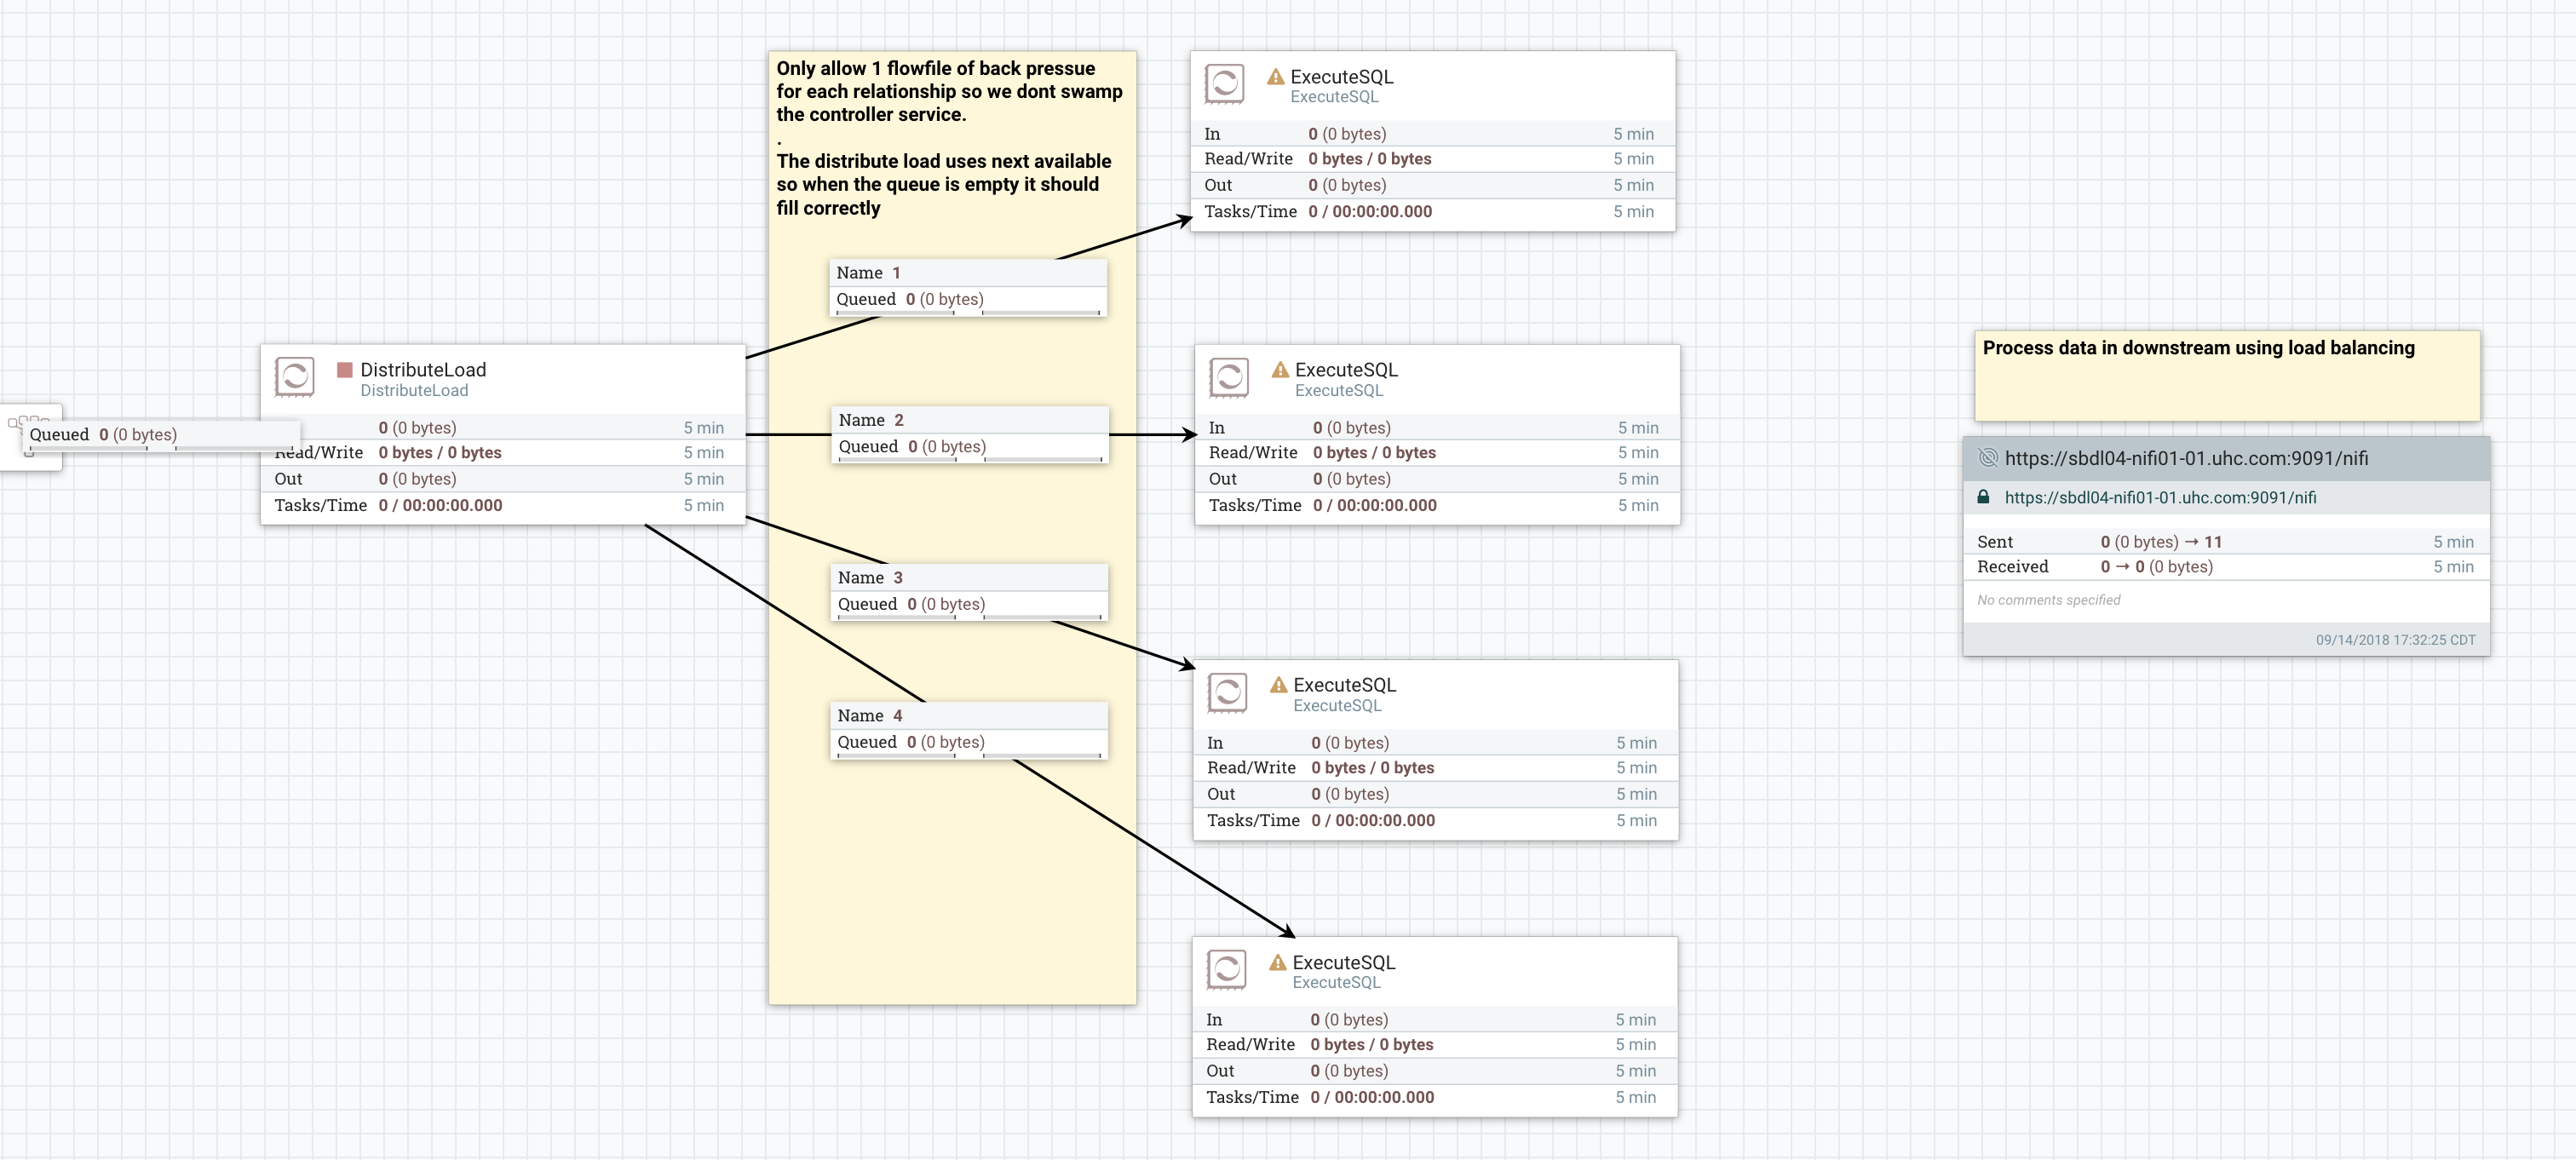 Queued 0 (0 bytes)
DistributeLoad
DistributeLoad
0 (0 bytes) 5 min
Read/Write 0 bytes / 0 bytes 5 min
Out 0 (0 bytes) 5 min
Tasks/Time 0 / 00:00:00.000 5 min
Only allow 1 flowfile of back pressue
for each relationship so we dont swamp
the controller service.
.
The distribute load uses next available
so when the queue is empty it should
fill correctly
Name 1
Queued 0 (0 bytes)
Name 2
Queued 0 (0 bytes)
Name 3
Queued 0 (0 bytes)
Name 4
Queued 0 (0 bytes)
ExecuteSQL
ExecuteSQL
In 0 (0 bytes) 5 min
Read/Write 0 bytes / 0 bytes 5 min
Out 0 (0 bytes) 5 min
Tasks/Time 0 / 00:00:00.000 5 min
ExecuteSQL
ExecuteSQL
In 0 (0 bytes) 5 min
Read/Write 0 bytes / 0 bytes 5 min
Out 0 (0 bytes) 5 min
Tasks/Time 0 / 00:00:00.000 5 min
ExecuteSQL
ExecuteSQL
In 0 (0 bytes) 5 min
Read/Write 0 bytes / 0 bytes 5 min
Out 0 (0 bytes) 5 min
Tasks/Time 0 / 00:00:00.000 5 min
ExecuteSQL
ExecuteSQL
In 0 (0 bytes) 5 min
Read/Write 0 bytes / 0 bytes 5 min
Out 0 (0 bytes) 5 min
Tasks/Time 0 / 00:00:00.000 5 min
Process data in downstream using load balancing
https://sbdl04-nifi01-01.uhc.com:9091/nifi
https://sbdl04-nifi01-01.uhc.com:9091/nifi
Sent 0 (0 bytes) → 11 5 min
Received 0 → 0 (0 bytes) 5 min
No comments specified
09/14/2018 17:32:25 CDT